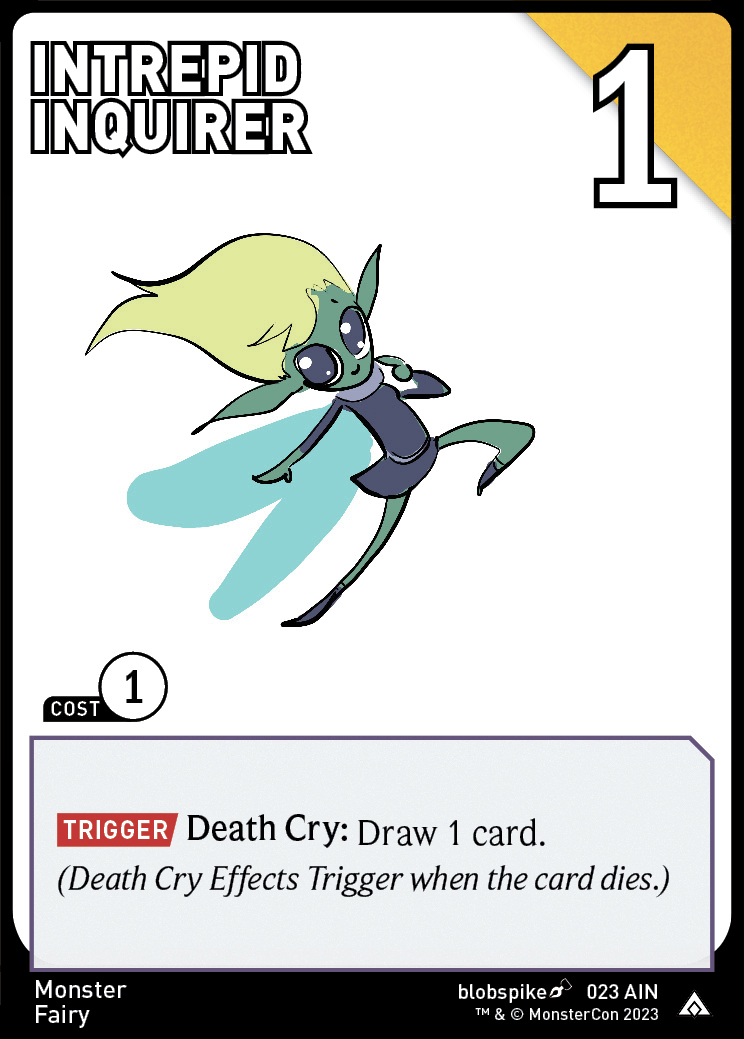 INTREPID
INQUIRER
1
COST 1
TRIGGER Death Cry: Draw 1 card.
(Death Cry Effects Trigger when the card dies.)
Monster
Fairy
blobspike 023 AIN
™ & © MonsterCon 2023